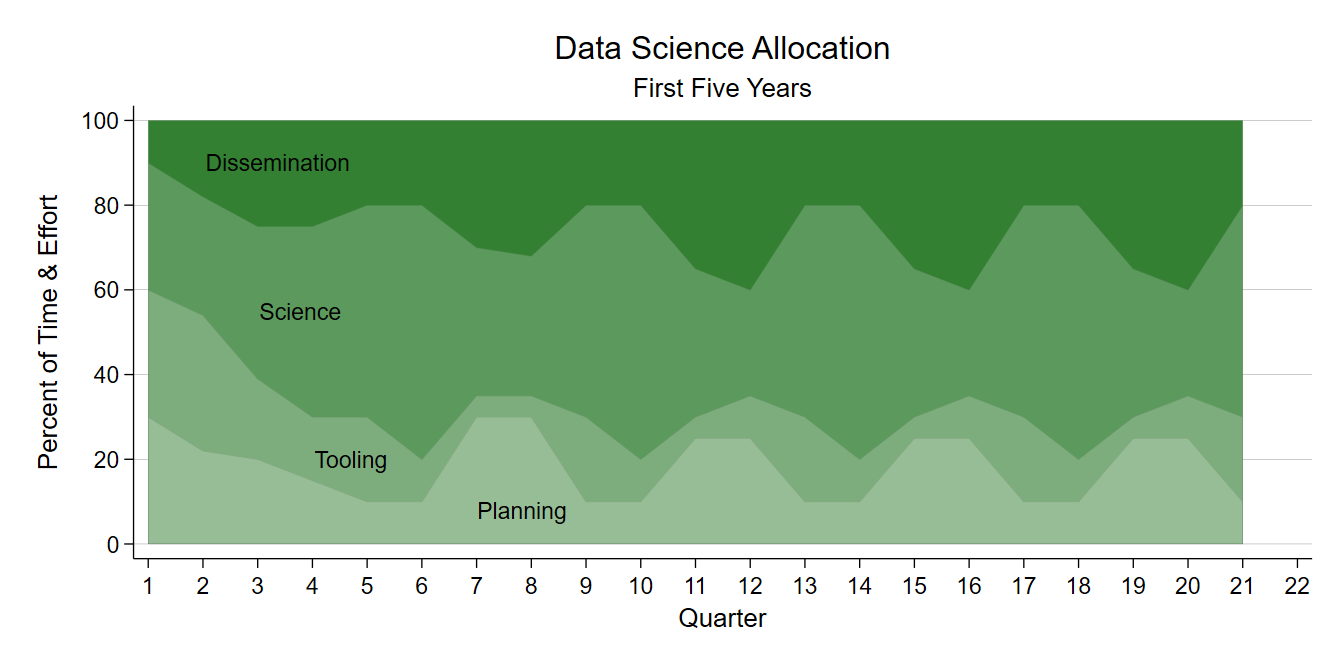 Data Science Allocation
First Five Years
Percent of Time & Effort
100
80
60
40
20
0
Dissemination
Science
Tooling
Planning
1 2 3 4 5 6 7 8 9 10 11 12 13 14 15 16 17 18 19 20 21 22
Quarter